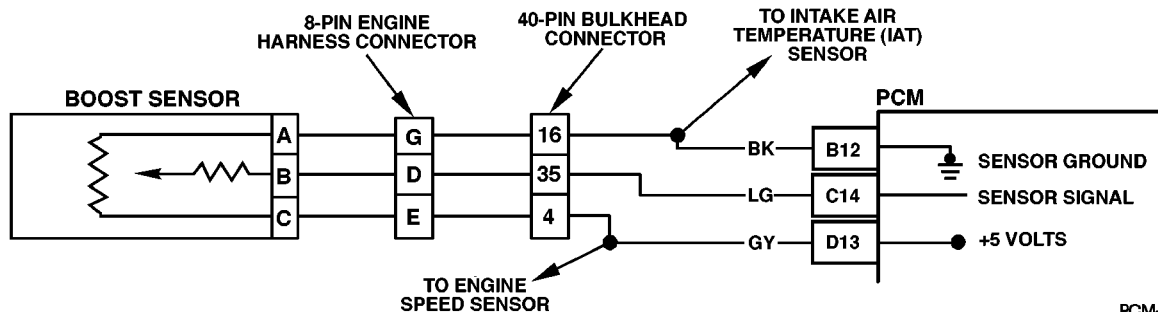 8-PIN ENGINE
HARNESS CONNECTOR
40-PIN BULKHEAD
CONNECTOR
TO INTAKE AIR
TEMPERATURE (IAT)
SENSOR
BOOST SENSOR
PCM
A
G
16
BK
B12
SENSOR GROUND
B
D
35
LG
C14
SENSOR SIGNAL
C
E
4
GY
D13
+5 VOLTS
TO ENGINE
SPEED SENSOR